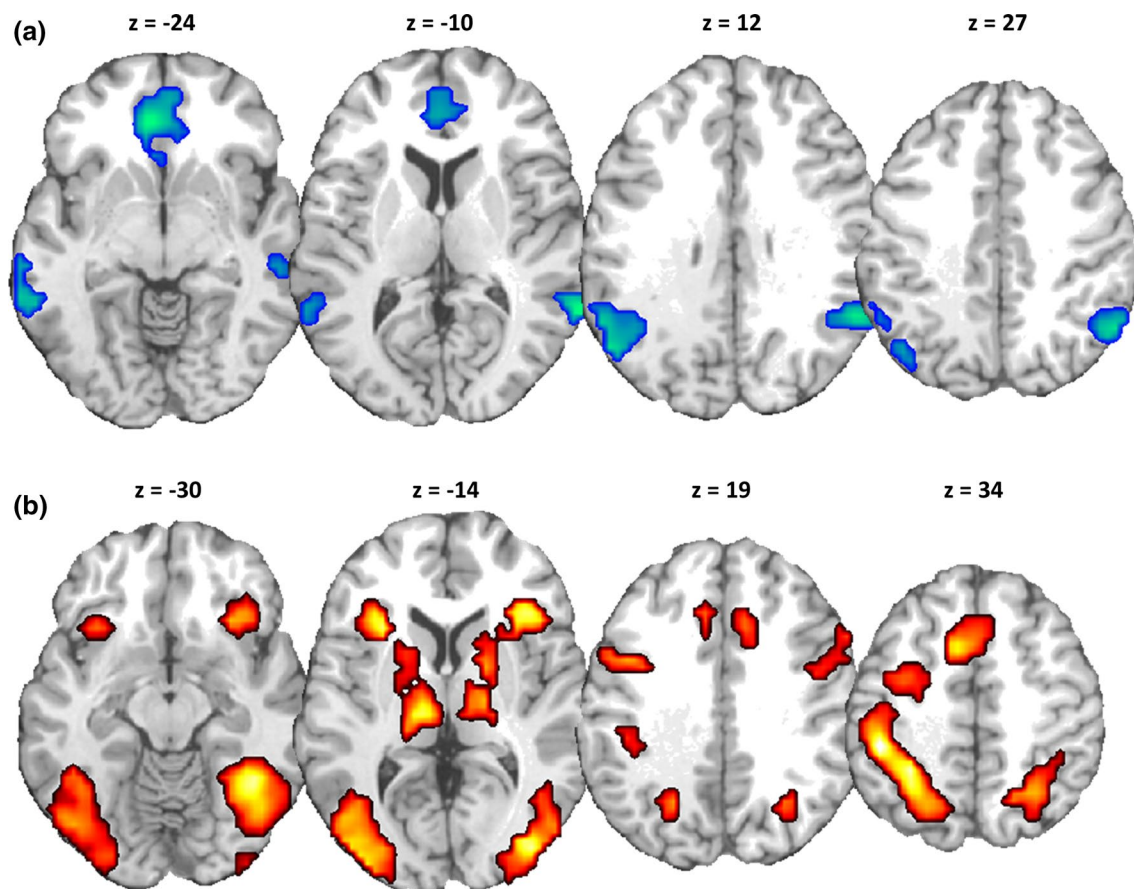 (a) z = -24 z = -10 z = 12 z = 27
(b) z = -30 z = -14 z = 19 z = 34